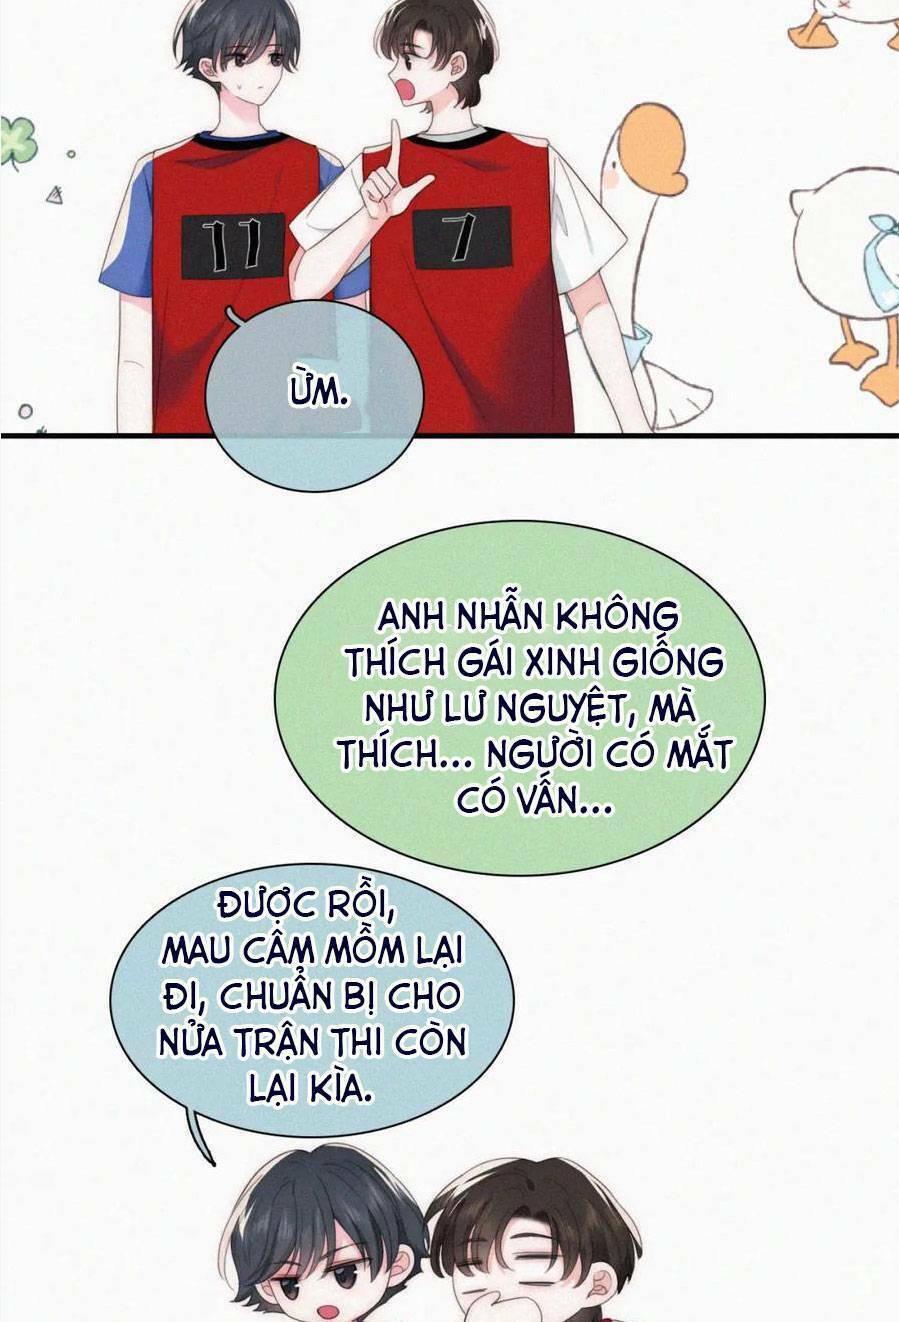 11
7
ỪM.
ANH NHẪN KHÔNG
THÍCH GÁI XINH GIỐNG
NHƯ LƯ NGUYỆT, MÀ
THÍCH... NGƯỜI CÓ MẮT
CÓ VẤN...
ĐƯỢC RỒI,
MAU CÂM MỒM LẠI
ĐI, CHUẨN BỊ CHO
NỬA TRẬN THI CÒN
LẠI KÌA.